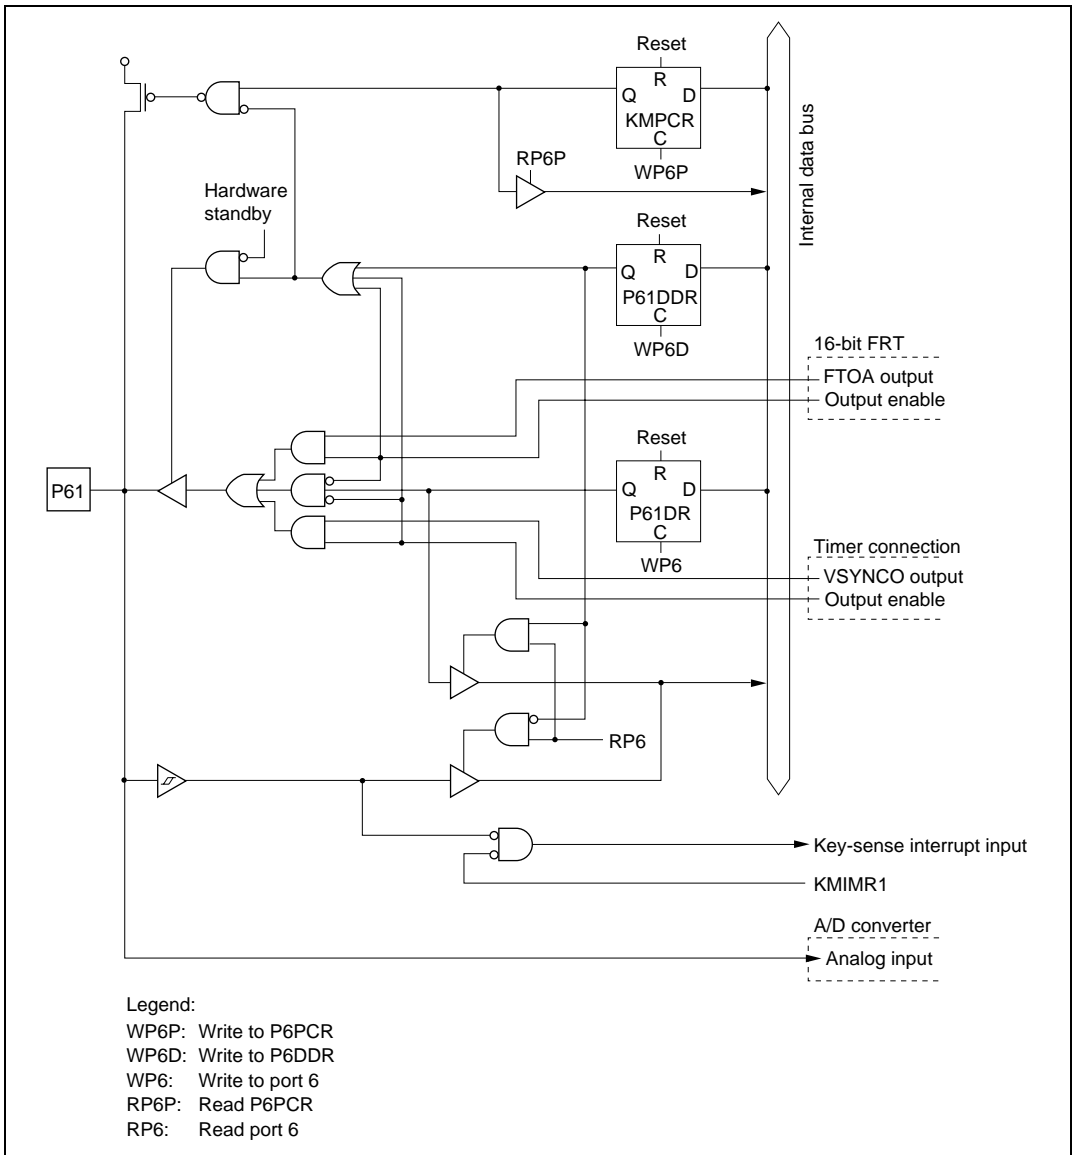 Reset
R
Q D
KMPCR
C
WP6P
RP6P
Internal data bus
Hardware
standby
Reset
R
Q D
P61DDR
C
WP6D
16-bit FRT
FTOA output
Output enable
Reset
R
Q D
P61DR
C
WP6
P61
Timer connection
VSYNCO output
Output enable
RP6
Key-sense interrupt input
KMIMR1
A/D converter
Analog input
Legend:
WP6P: Write to P6PCR
WP6D: Write to P6DDR
WP6: Write to port 6
RP6P: Read P6PCR
RP6: Read port 6